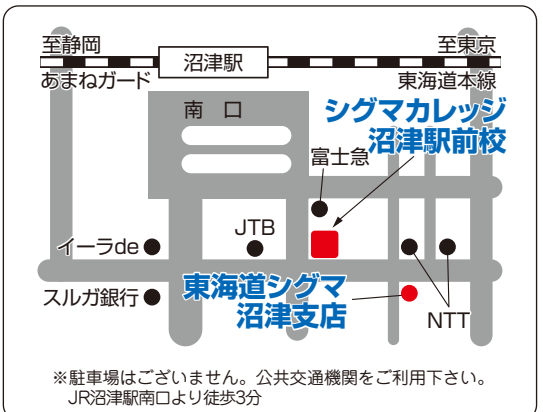 至静岡
沼津駅
至東京
あまねガード
東海道本線
南 口
シグマカレッジ
沼津駅前校
富士急
JTB
イーラde
スルガ銀行
東海道シグマ
沼津支店
NTT
※駐車場はございません。公共交通機関をご利用下さい。
JR沼津駅南口より徒歩3分